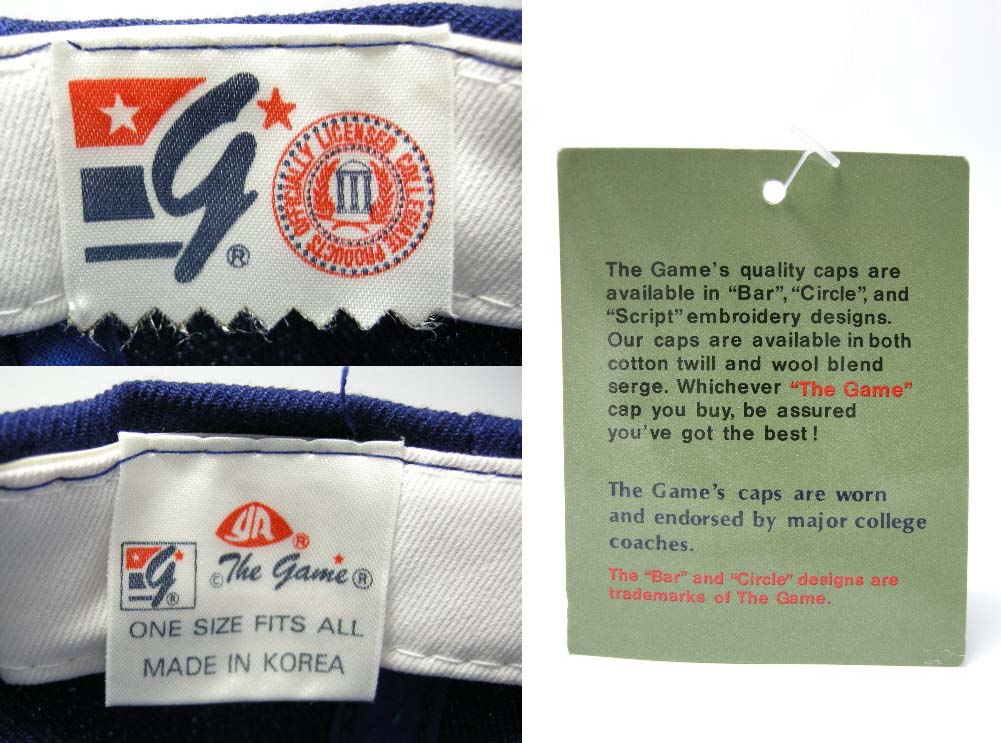 G ®
OFFICIALLY LICENSED COLLEGIATE PRODUCTS
YA ®
G ®
© The Game ®
ONE SIZE FITS ALL
MADE IN KOREA
The Game's quality caps are
available in “Bar”, “Circle”, and
“Script” embroidery designs.
Our caps are available in both
cotton twill and wool blend
serge. Whichever “The Game”
cap you buy, be assured
you've got the best!
The Game's caps are worn
and endorsed by major college
coaches.
The “Bar” and “Circle” designs are
trademarks of The Game.